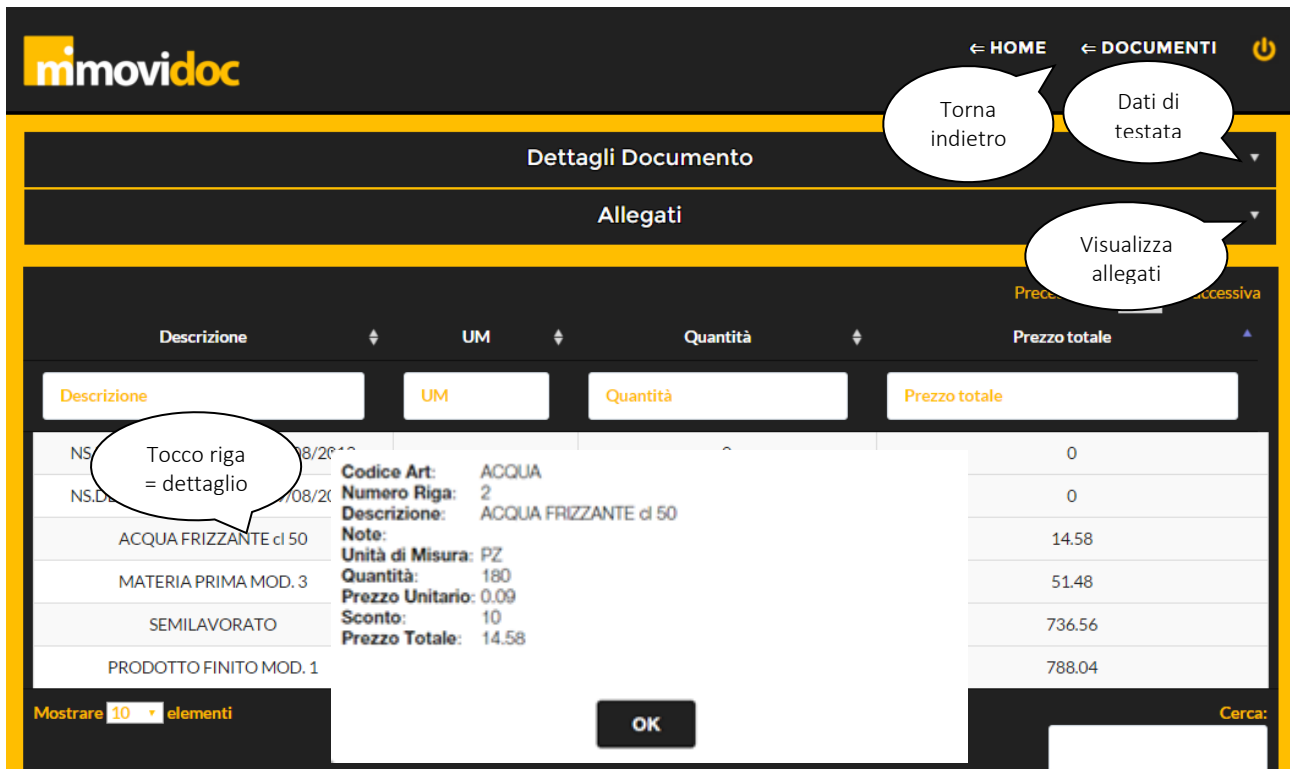 mimovidoc
⇐ HOME ⇐ DOCUMENTI
Torna
indietro
Dati di
testata
Dettagli Documento
Allegati
Visualizza
allegati
Descrizione UM Quantità Prezzo totale
Descrizione UM Quantità Prezzo totale
Tocco riga
= dettaglio
0
0
ACQUA FRIZZANTE cl 50 14.58
MATERIA PRIMA MOD. 3 51.48
SEMILAVORATO 736.56
PRODOTTO FINITO MOD. 1 788.04
Codice Art: ACQUA
Numero Riga: 2
Descrizione: ACQUA FRIZZANTE cl 50
Note:
Unità di Misura: PZ
Quantità: 180
Prezzo Unitario: 0.09
Sconto: 10
Prezzo Totale: 14.58
OK
Mostrare 10 elementi
Cerca: